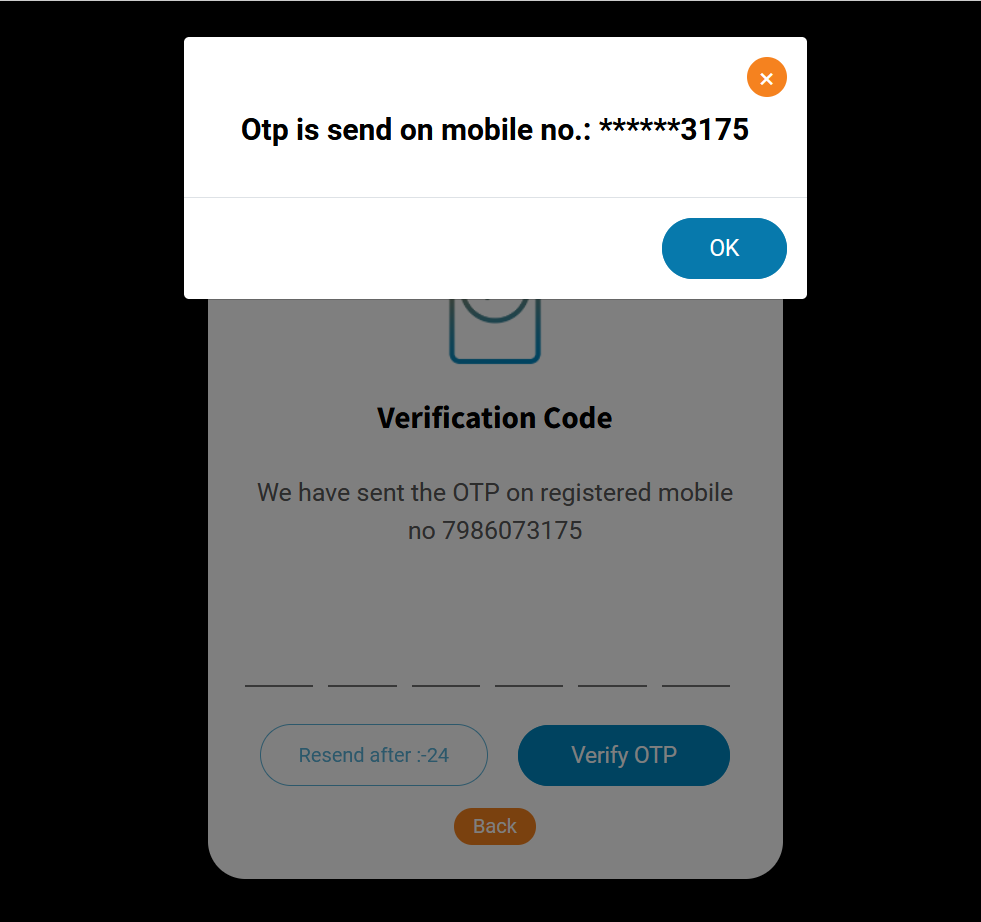 ×
Otp is send on mobile no.: ******3175
OK
Verification Code
We have sent the OTP on registered mobile
no 7986073175
Resend after :-24
Verify OTP
Back